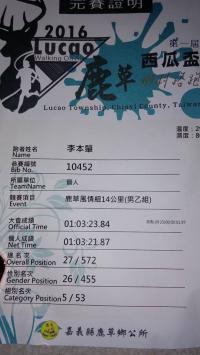 完賽證明
2016
Lucao
Walking On
第一屆
鹿草
西瓜盃
Lucao Township, Chiayi County, Taiwan
跑者姓名 李本肇
Name
參賽編號 10452
Bib No.
所屬單位 個人
TeamName
競賽項目 鹿草風情組14公里(男乙組)
Event
大會成績 01:03:23.84
Official Time
個人成績 01:03:21.87
Net Time
總名次 27 / 572
Overall Position
性別名次 26 / 455
Gender Position
組別名次 5 / 53
Category Position
嘉義縣鹿草鄉公所